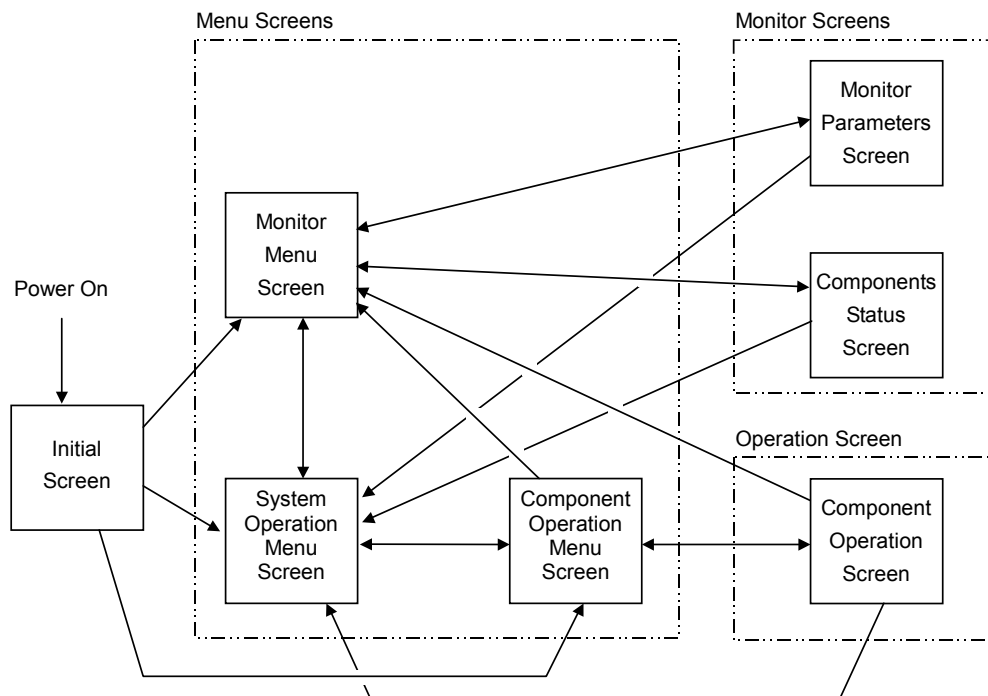 Menu Screens
Monitor Screens
Monitor
Parameters
Screen
Monitor
Menu
Screen
Components
Status
Screen
Power On
Initial
Screen
Operation Screen
System
Operation
Menu
Screen
Component
Operation
Menu
Screen
Component
Operation
Screen